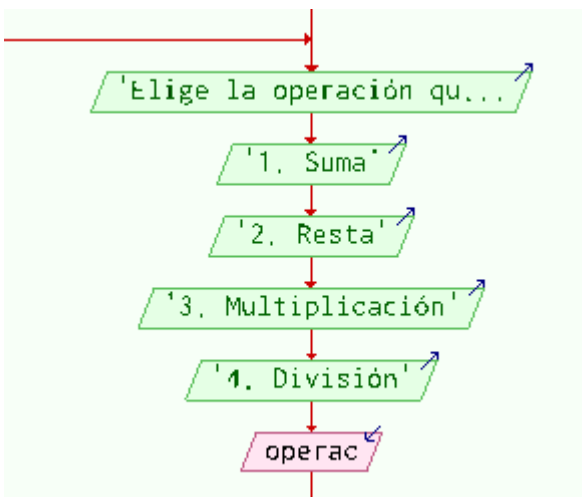 'Elige la operación qu...
'1. Suma'
'2. Resta'
'3. Multiplicación'
'4. División'
operac